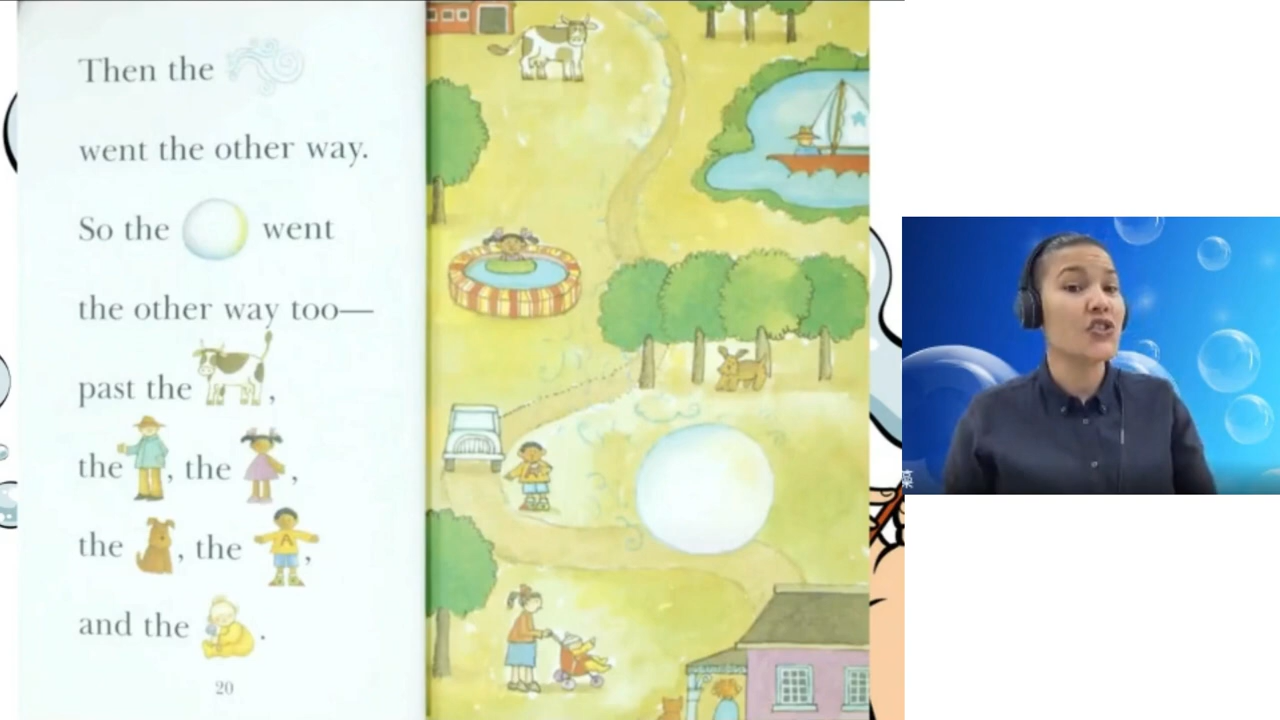 Then the
went the other way.
So the went
the other way too—
past the ,
the , the ,
the , the ,
and the .
20
A